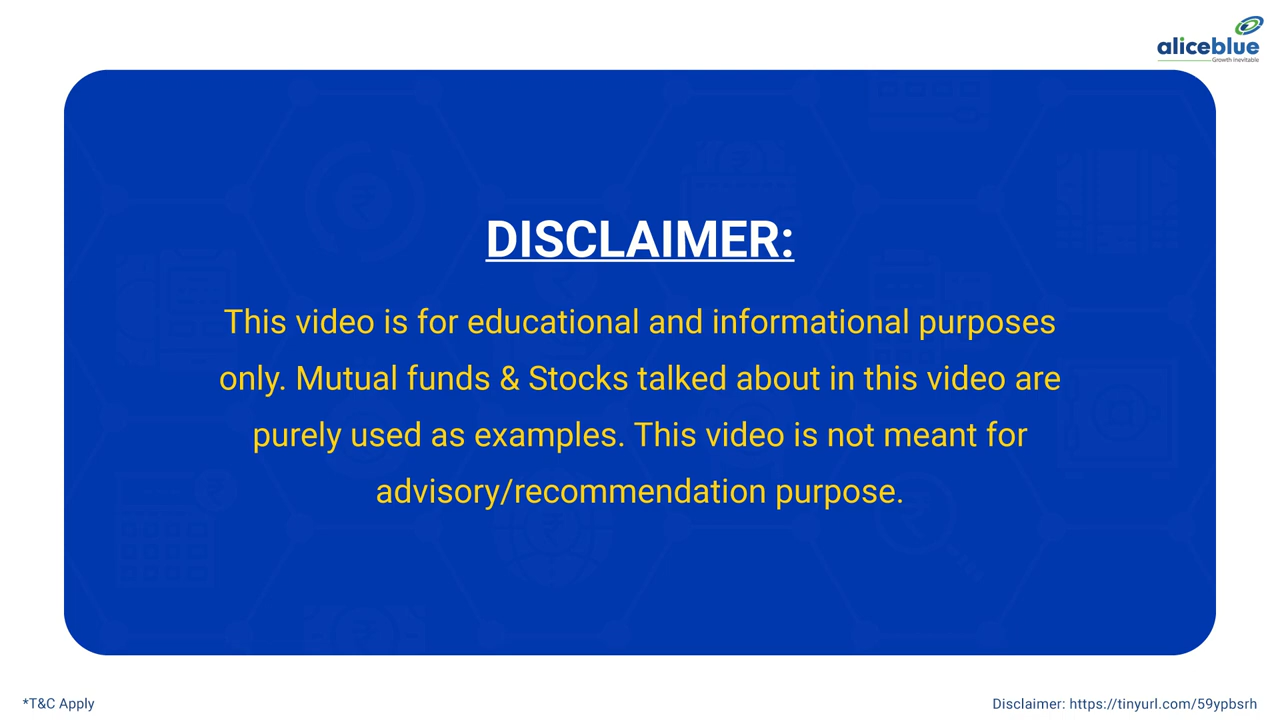 aliceblue
Growth inevitable
DISCLAIMER:
This video is for educational and informational purposes
only. Mutual funds & Stocks talked about in this video are
purely used as examples. This video is not meant for
advisory/recommendation purpose.
*T&C Apply
Disclaimer: https://tinyurl.com/59ypbsrh